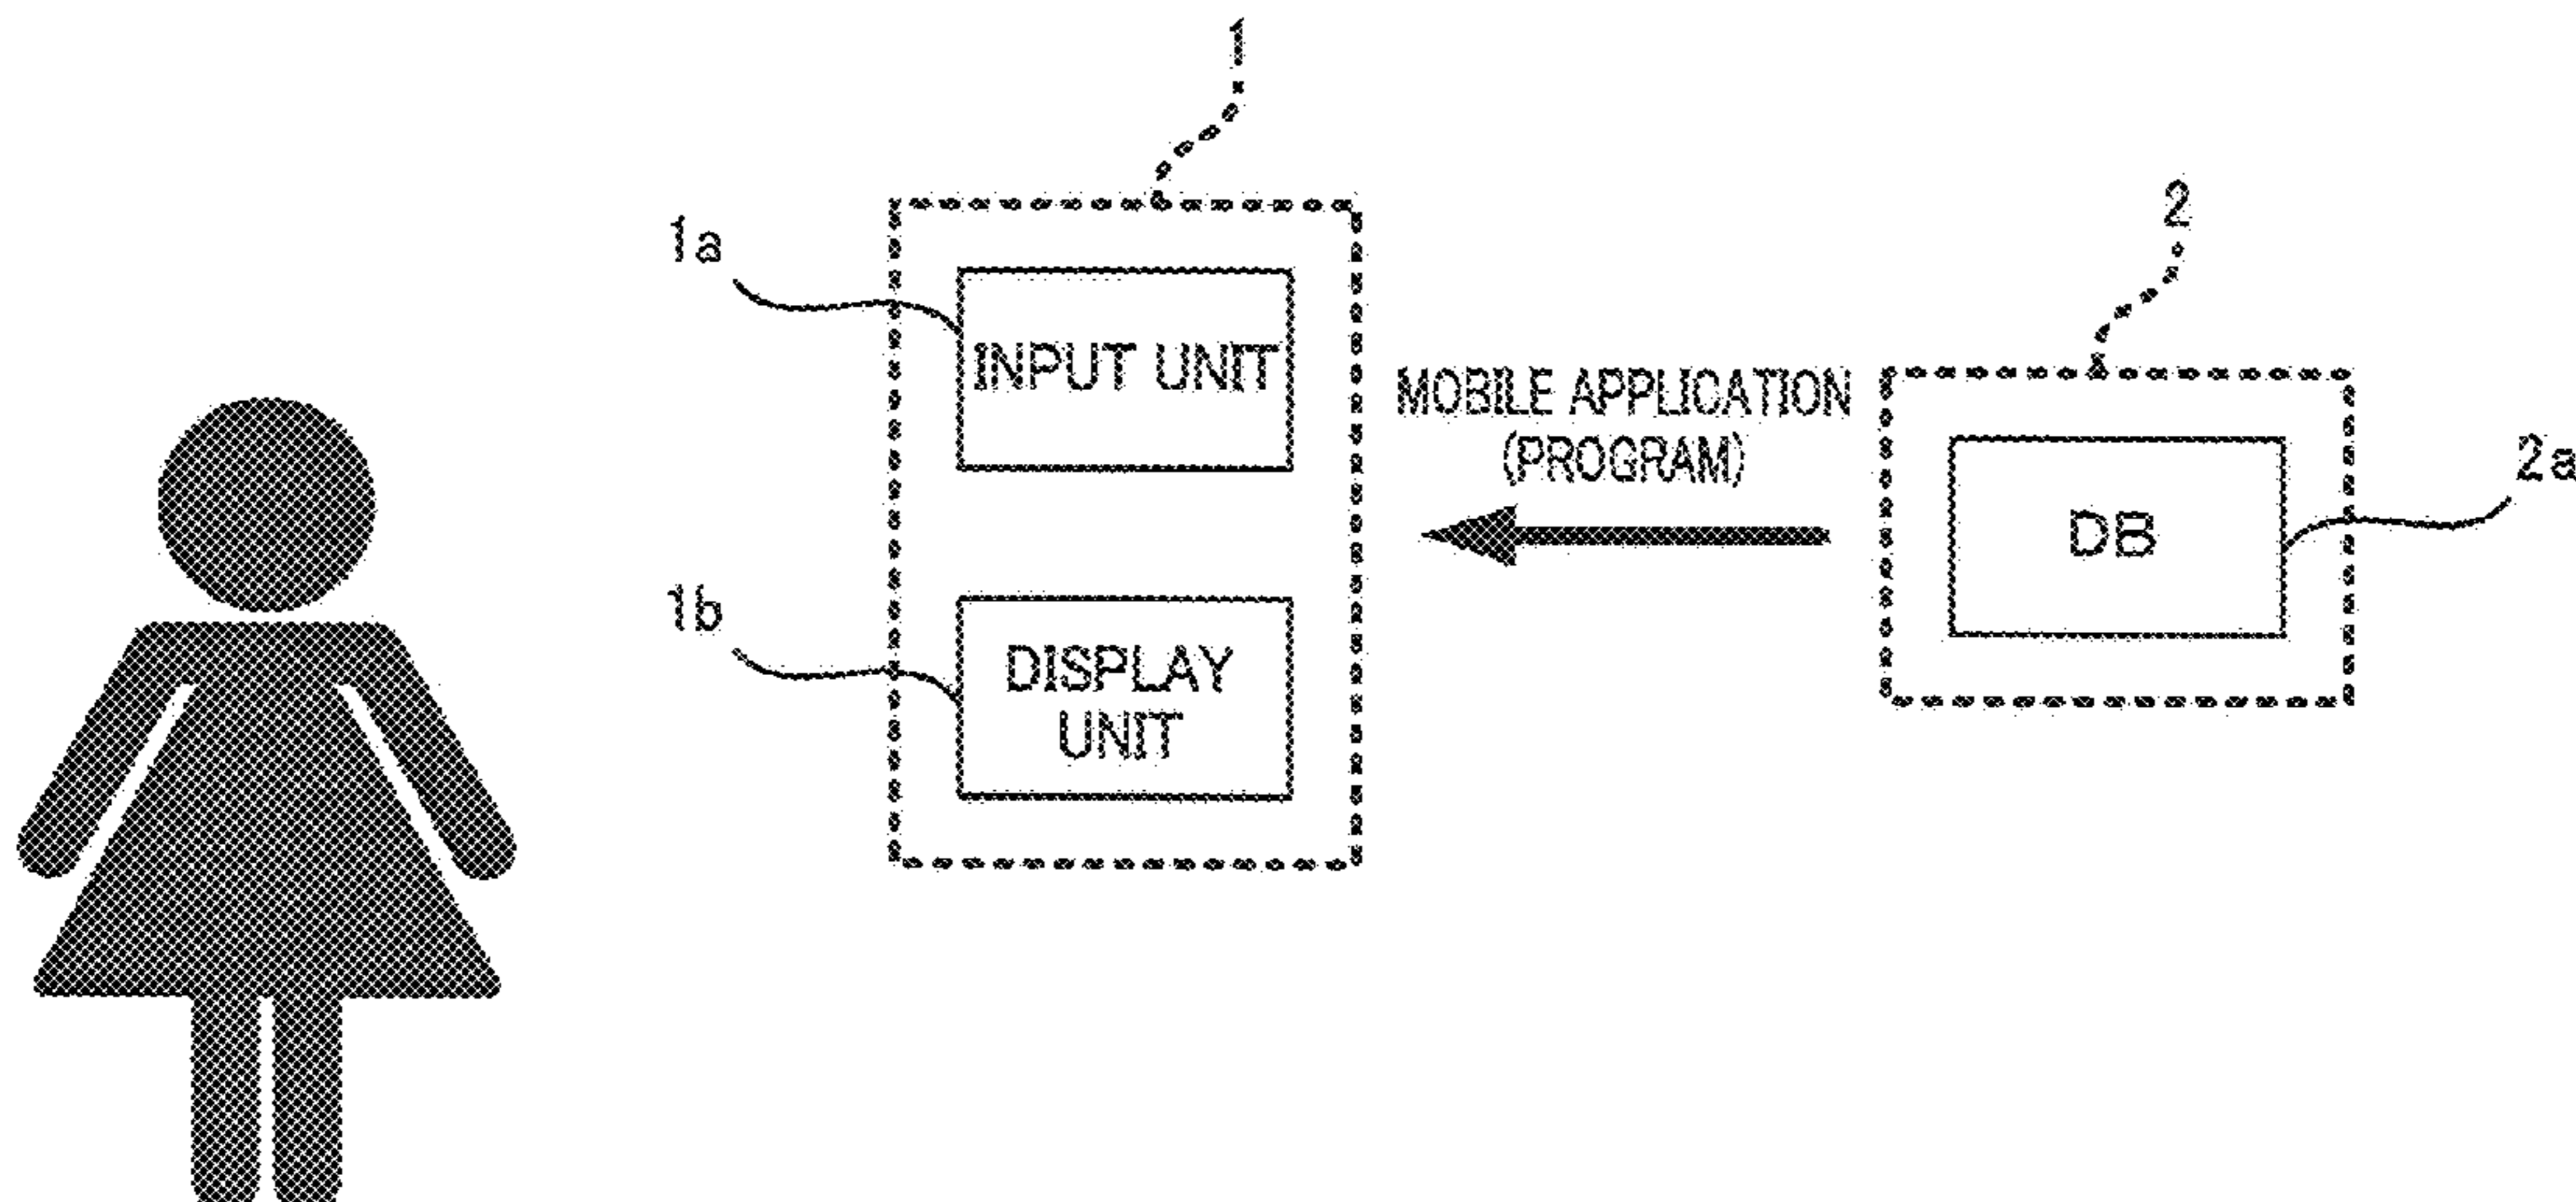 1
2
1a
INPUT UNIT
MOBILE APPLICATION
(PROGRAM)
DB
2a
1b
DISPLAY
UNIT